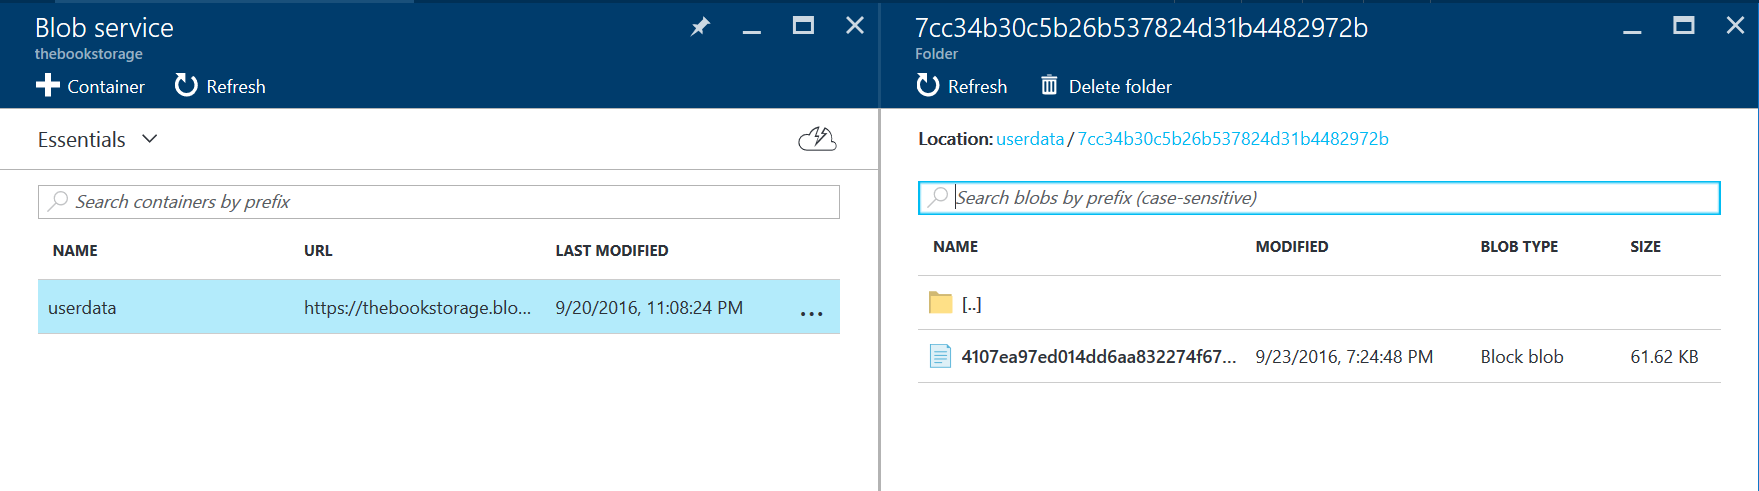 Blob service
thebookstorage
Container Refresh
Essentials
Search containers by prefix
NAME URL LAST MODIFIED
userdata https://thebookstorage.blo... 9/20/2016, 11:08:24 PM ...
7cc34b30c5b26b537824d31b4482972b
Folder
Refresh Delete folder
Location: userdata / 7cc34b30c5b26b537824d31b4482972b
Search blobs by prefix (case-sensitive)
NAME MODIFIED BLOB TYPE SIZE
[..]
4107ea97ed014dd6aa832274f67... 9/23/2016, 7:24:48 PM Block blob 61.62 KB